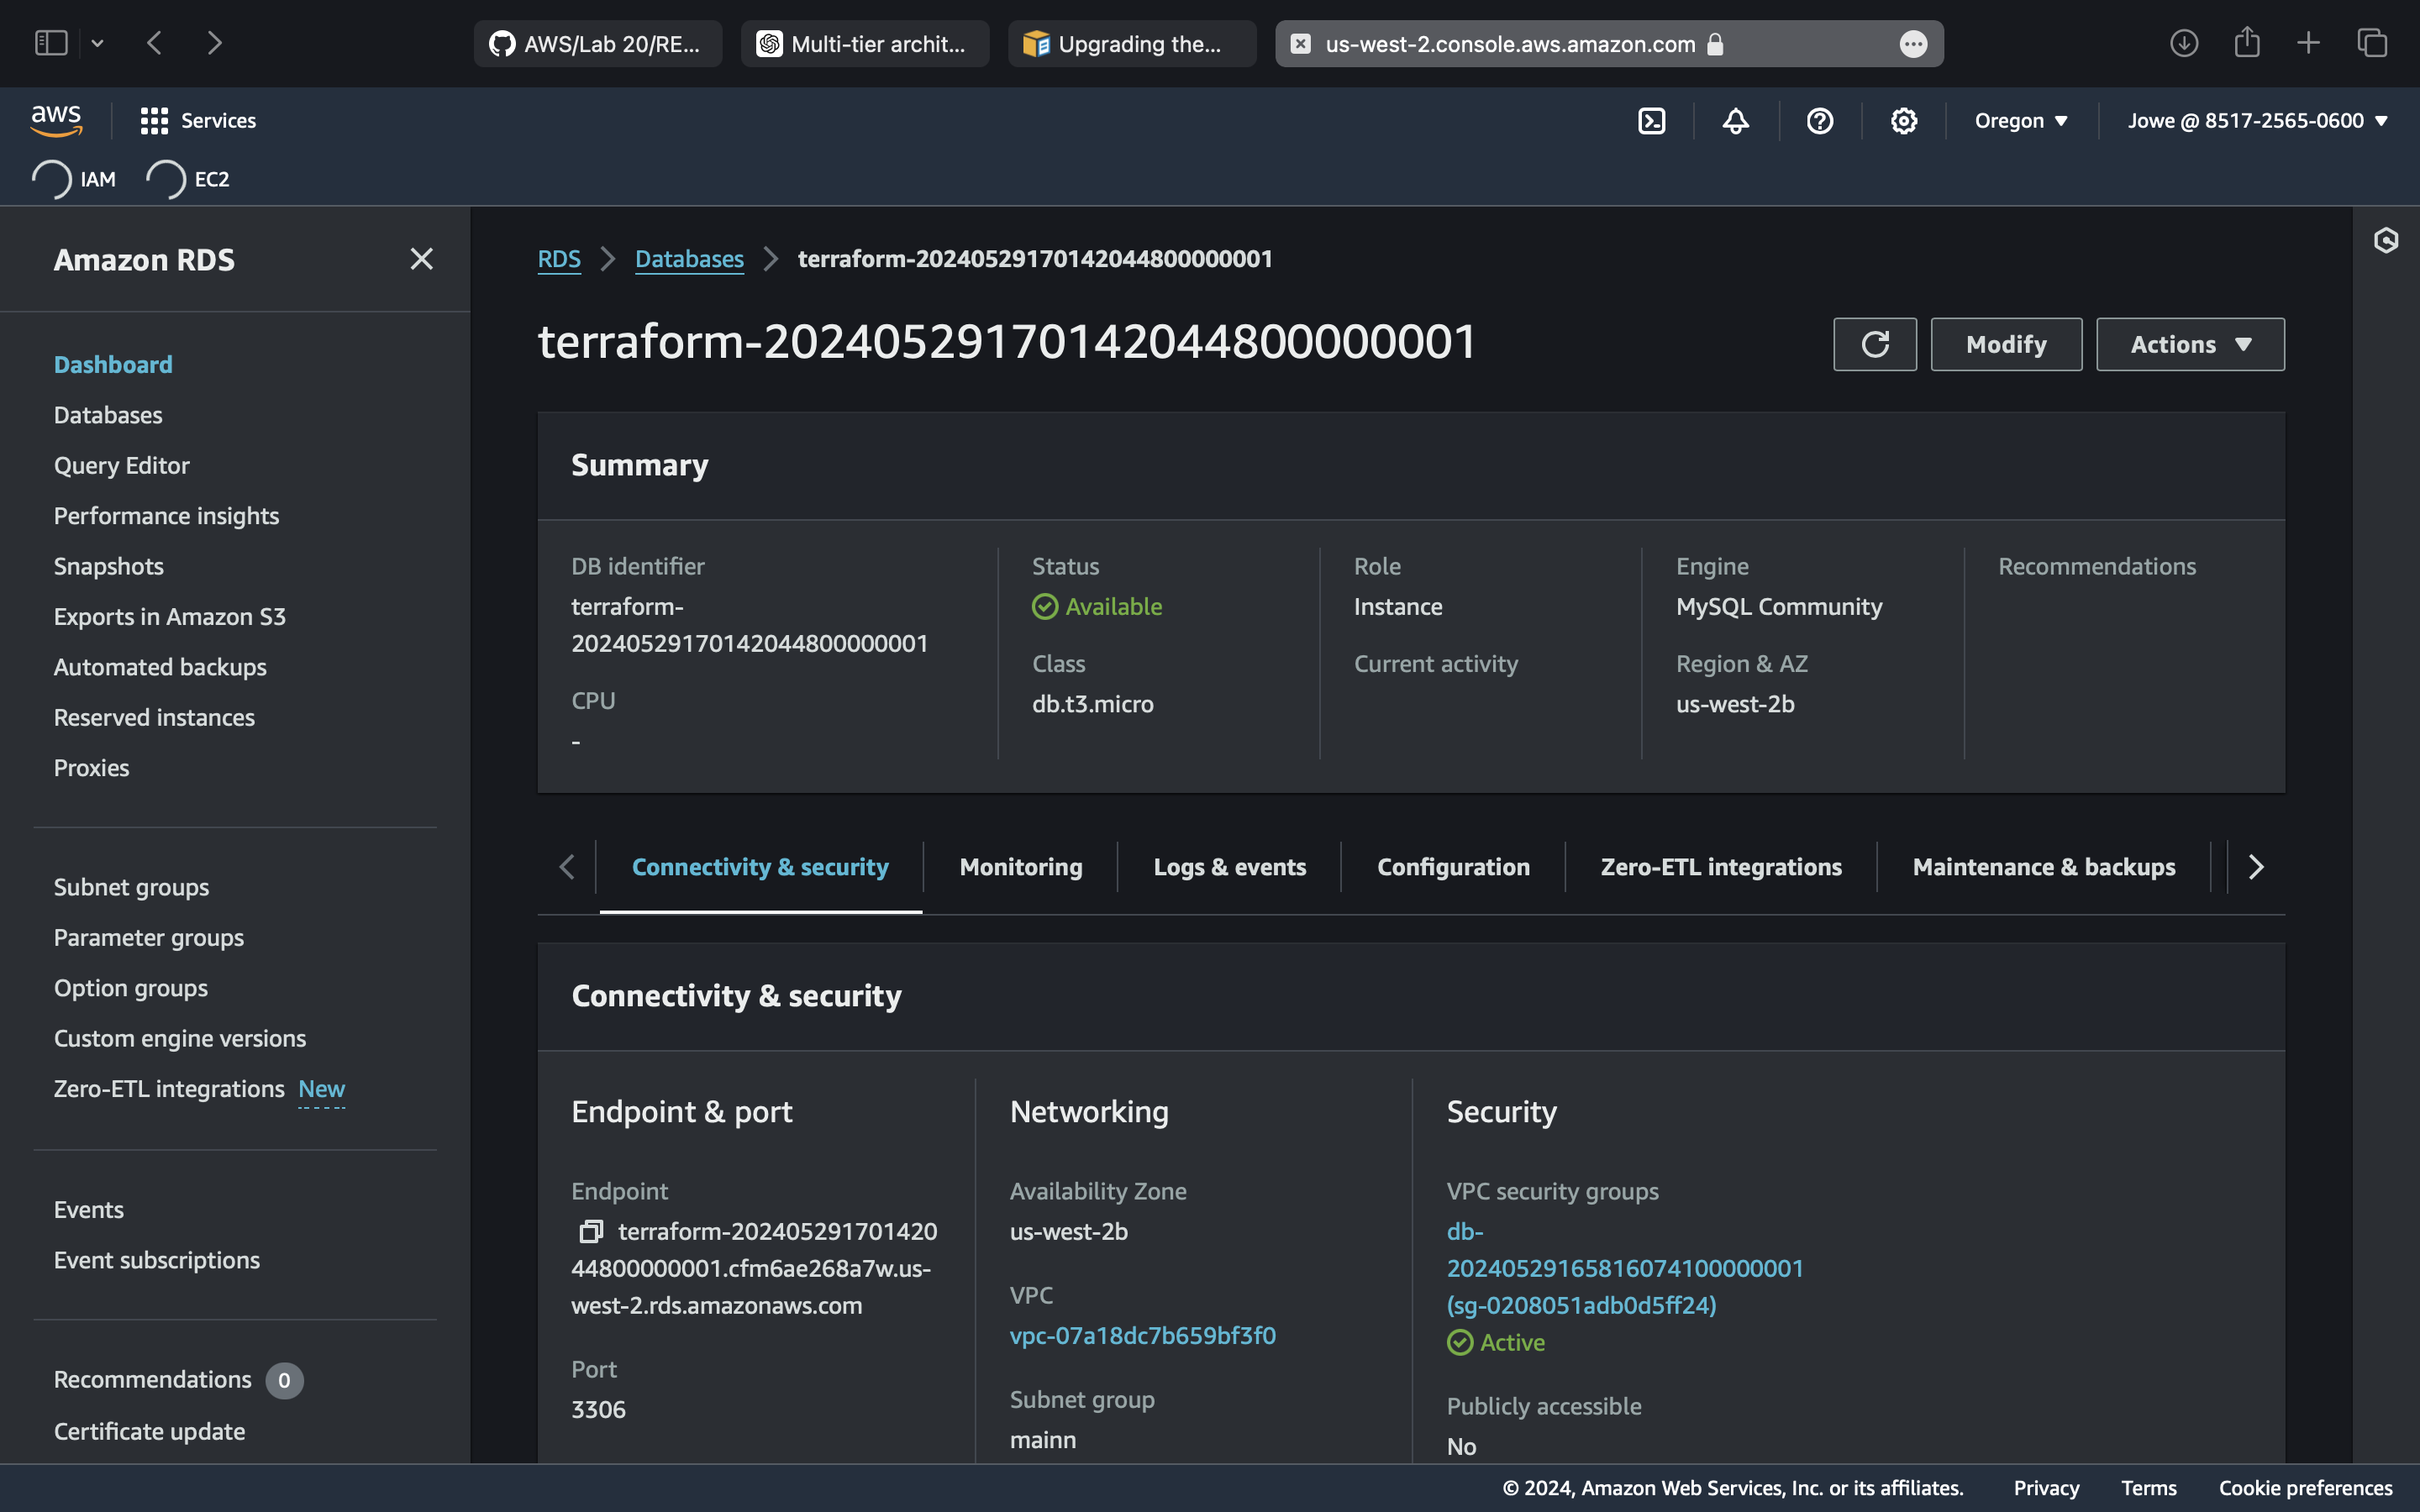 AWS/Lab 20/RE...
Multi-tier archit...
Upgrading the...
us-west-2.console.aws.amazon.com
aws
Services
Oregon
Jowe @ 8517-2565-0600
IAM
EC2
Amazon RDS
Dashboard
Databases
Query Editor
Performance insights
Snapshots
Exports in Amazon S3
Automated backups
Reserved instances
Proxies
Subnet groups
Parameter groups
Option groups
Custom engine versions
Zero-ETL integrations New
Events
Event subscriptions
Recommendations 0
Certificate update
RDS > Databases > terraform-20240529170142044800000001
terraform-20240529170142044800000001
Modify
Actions
Summary
DB identifier
terraform-
20240529170142044800000001
CPU
-
Status
Available
Class
db.t3.micro
Role
Instance
Current activity
Engine
MySQL Community
Region & AZ
us-west-2b
Recommendations
Connectivity & security
Monitoring
Logs & events
Configuration
Zero-ETL integrations
Maintenance & backups
Connectivity & security
Endpoint & port
Endpoint
terraform-202405291701420
44800000001.cfm6ae268a7w.us-
west-2.rds.amazonaws.com
Port
3306
Networking
Availability Zone
us-west-2b
VPC
vpc-07a18dc7b659bf3f0
Subnet group
mainn
Security
VPC security groups
db-
20240529165816074100000001
(sg-0208051adb0d5ff24)
Active
Publicly accessible
No
© 2024, Amazon Web Services, Inc. or its affiliates.
Privacy
Terms
Cookie preferences